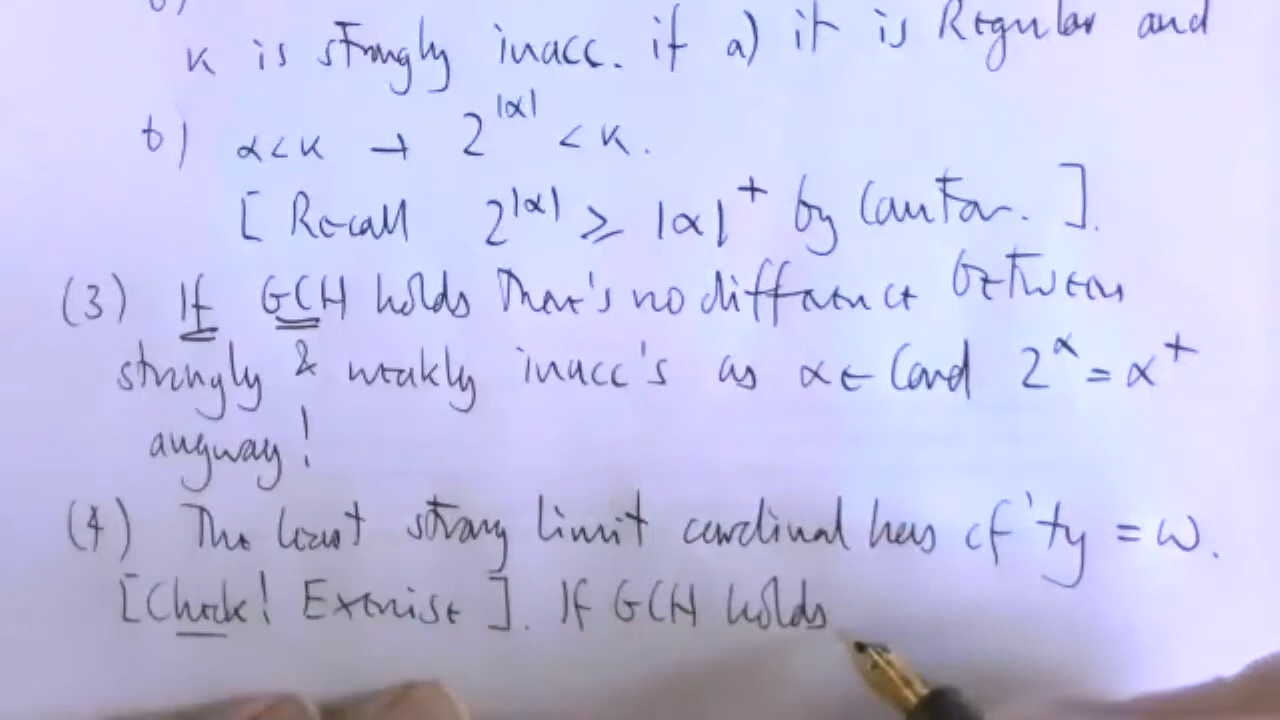 κ is strongly inacc. if a) it is Regular and
b) α<κ → 2^|α| < κ.
[ Recall 2^|α| ≥ |α|⁺ by Cantor. ].
(3) If GCH holds There's no difference between
strongly & weakly inacc's as α ∈ Card 2^α = α⁺
anyway!
(4) The least strong limit cardinal has cf'ty = ω.
[Check! Exercise ]. If GCH holds